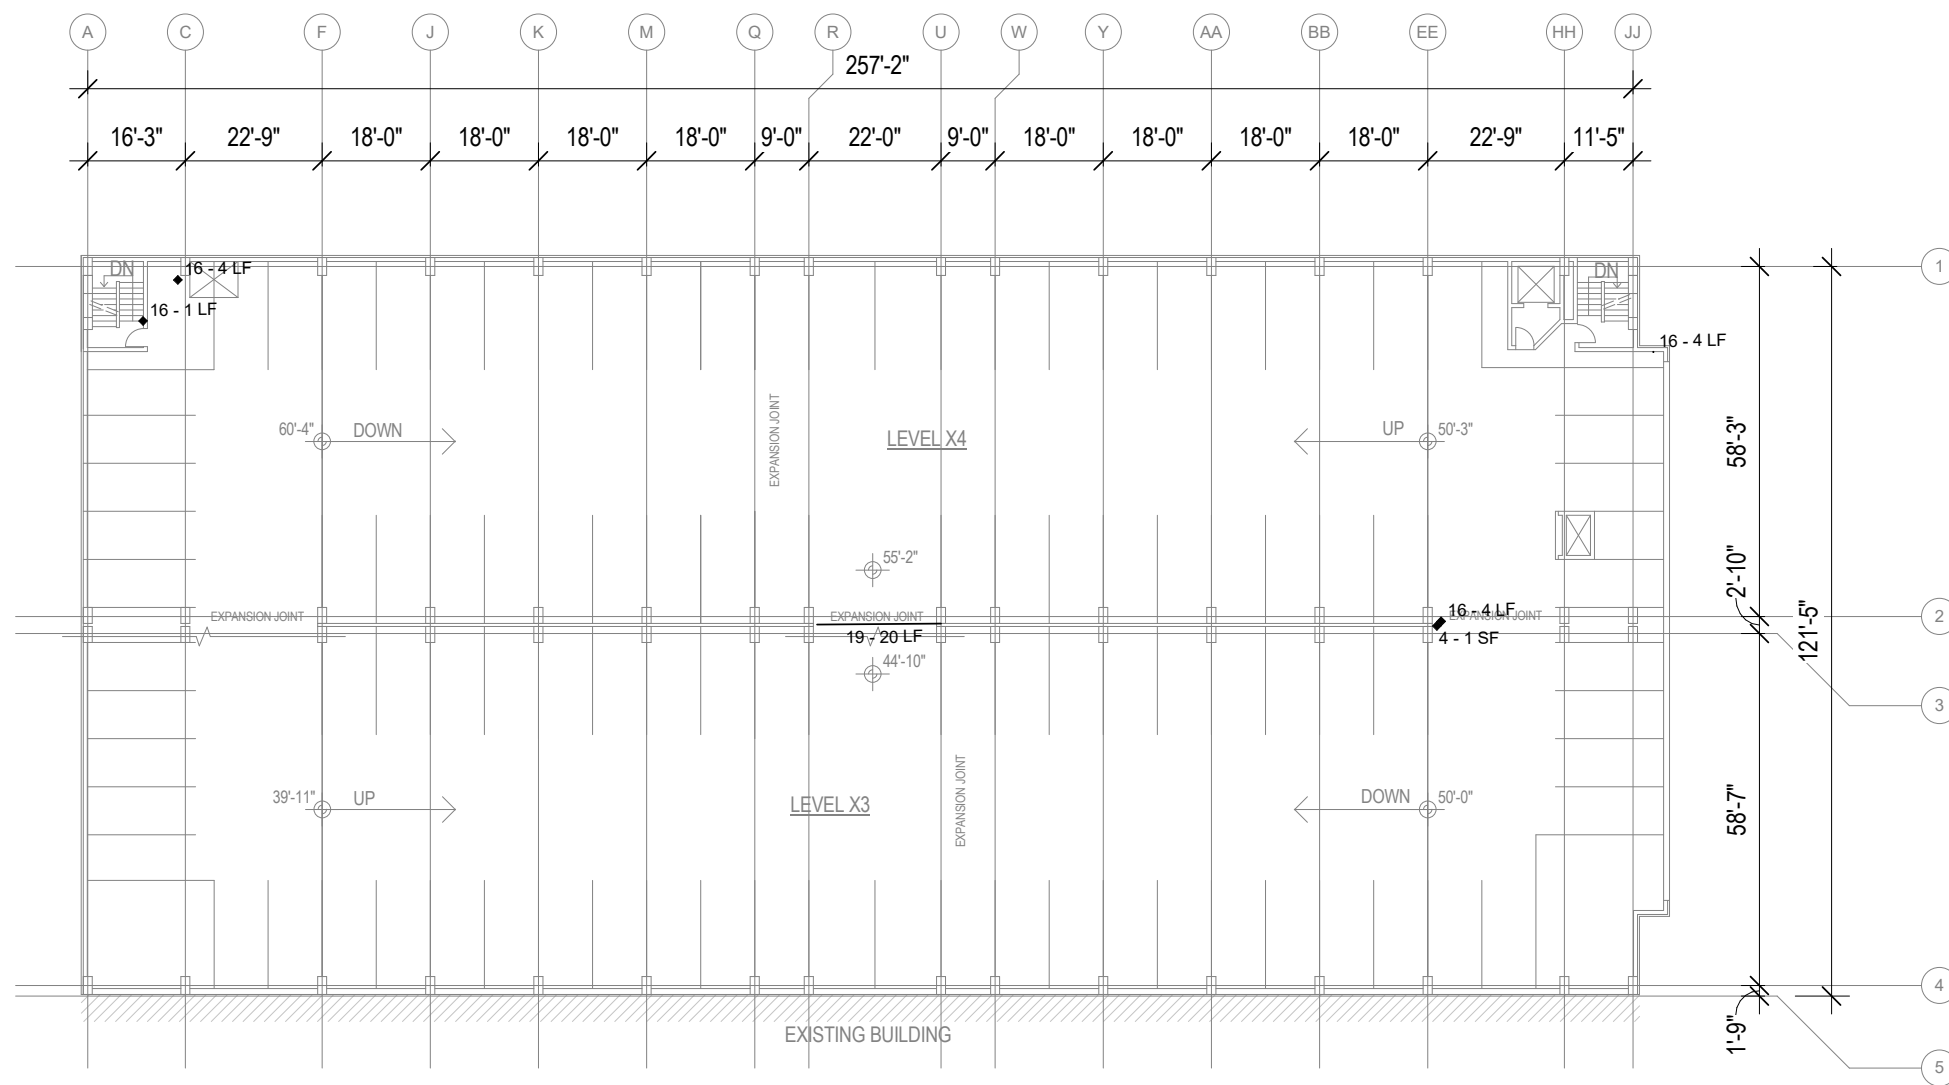 A C F J K M Q R U W Y AA BB EE HH JJ
257'-2"
16'-3" 22'-9" 18'-0" 18'-0" 18'-0" 18'-0" 9'-0" 22'-0" 9'-0" 18'-0" 18'-0" 18'-0" 18'-0" 22'-9" 11'-5"
DN
16 - 4 LF
DN
1
16 - 1 LF
16 - 4 LF
EXPANSION JOINT
60'-4"
DOWN
LEVEL X4
UP
50'-3"
58'-3"
55'-2"
2'-10"
EXPANSION JOINT
EXPANSION JOINT
16 - 4 LF
EXPANSION JOINT
2
19 - 20 LF
4 - 1 SF
121'-5"
44'-10"
3
39'-11"
UP
LEVEL X3
EXPANSION JOINT
DOWN
50'-0"
58'-7"
4
EXISTING BUILDING
1'-9"
5